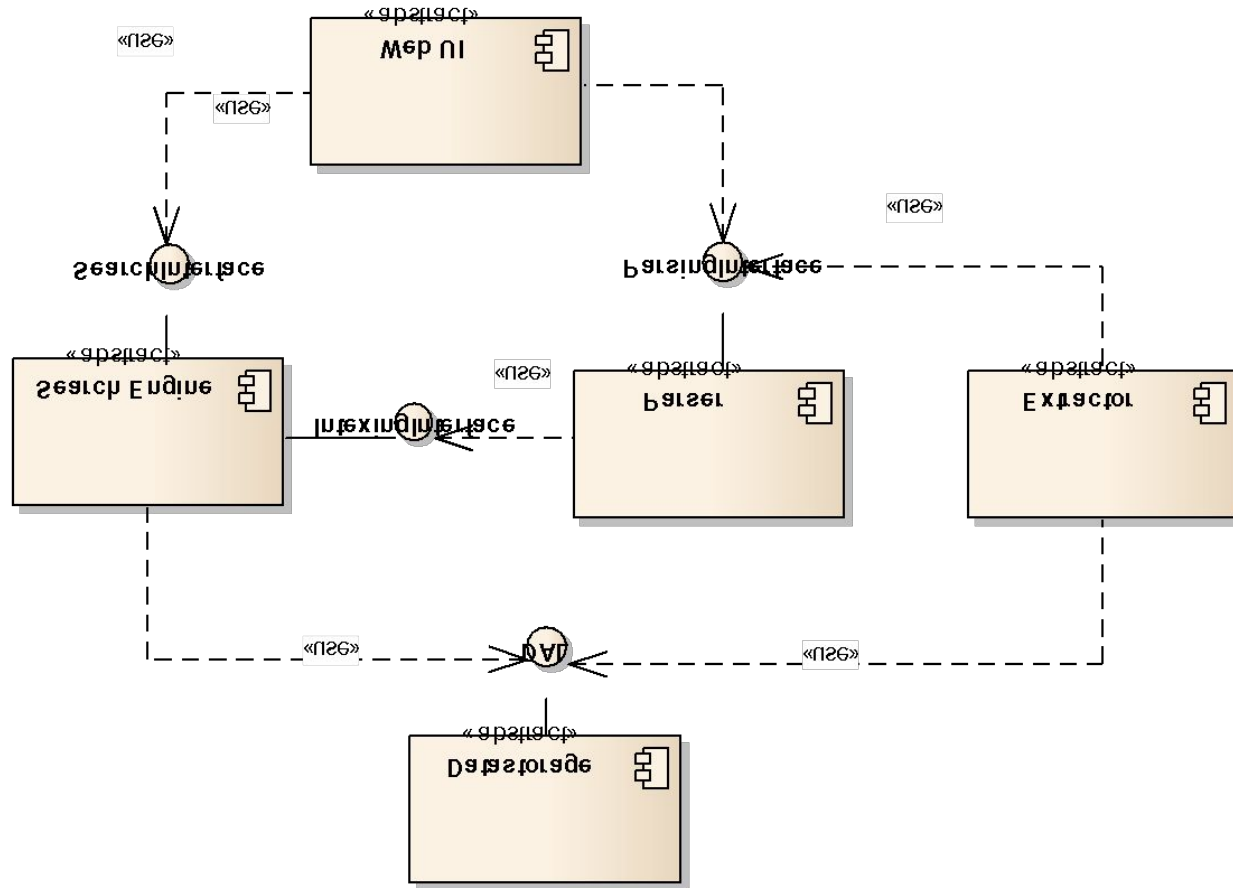 «abstract»
Web UI
«use»
«use»
«use»
SearchInterface
ParsingInterface
«abstract»
Search Engine
«use»
«abstract»
Parser
«abstract»
Extractor
IntexingInterface
«use»
DAL
«use»
«abstract»
Datastorage